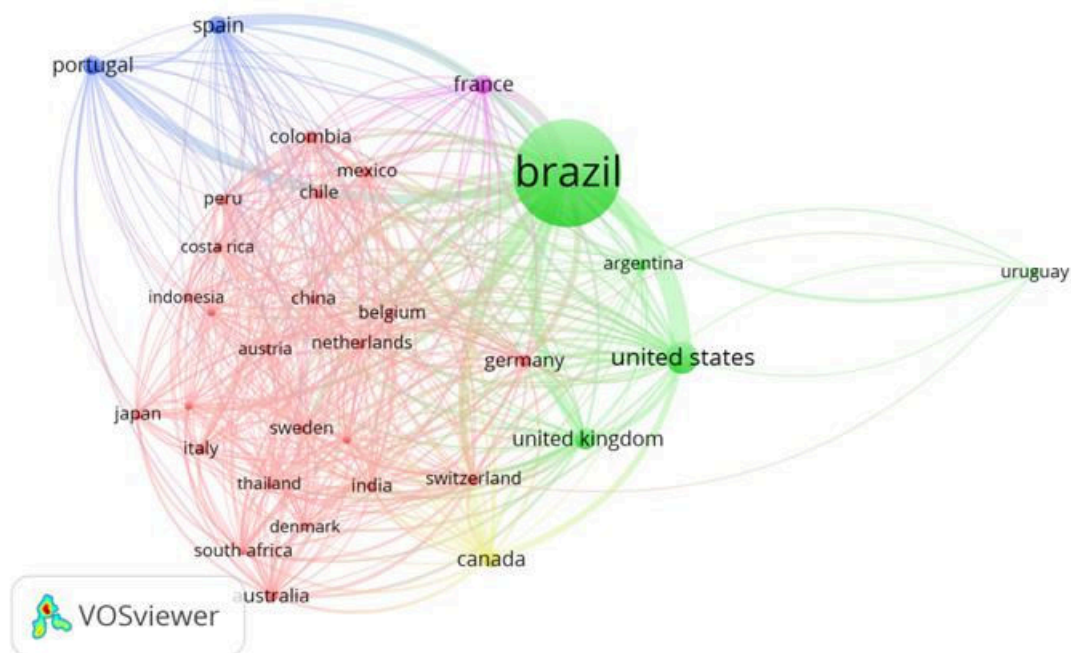 spain
portugal
france
colombia
brazil
mexico
chile
peru
costa rica
argentina
uruguay
indonesia
china
belgium
austria
netherlands
germany
united states
japan
sweden
united kingdom
italy
thailand
india
switzerland
denmark
south africa
canada
australia
VOSviewer